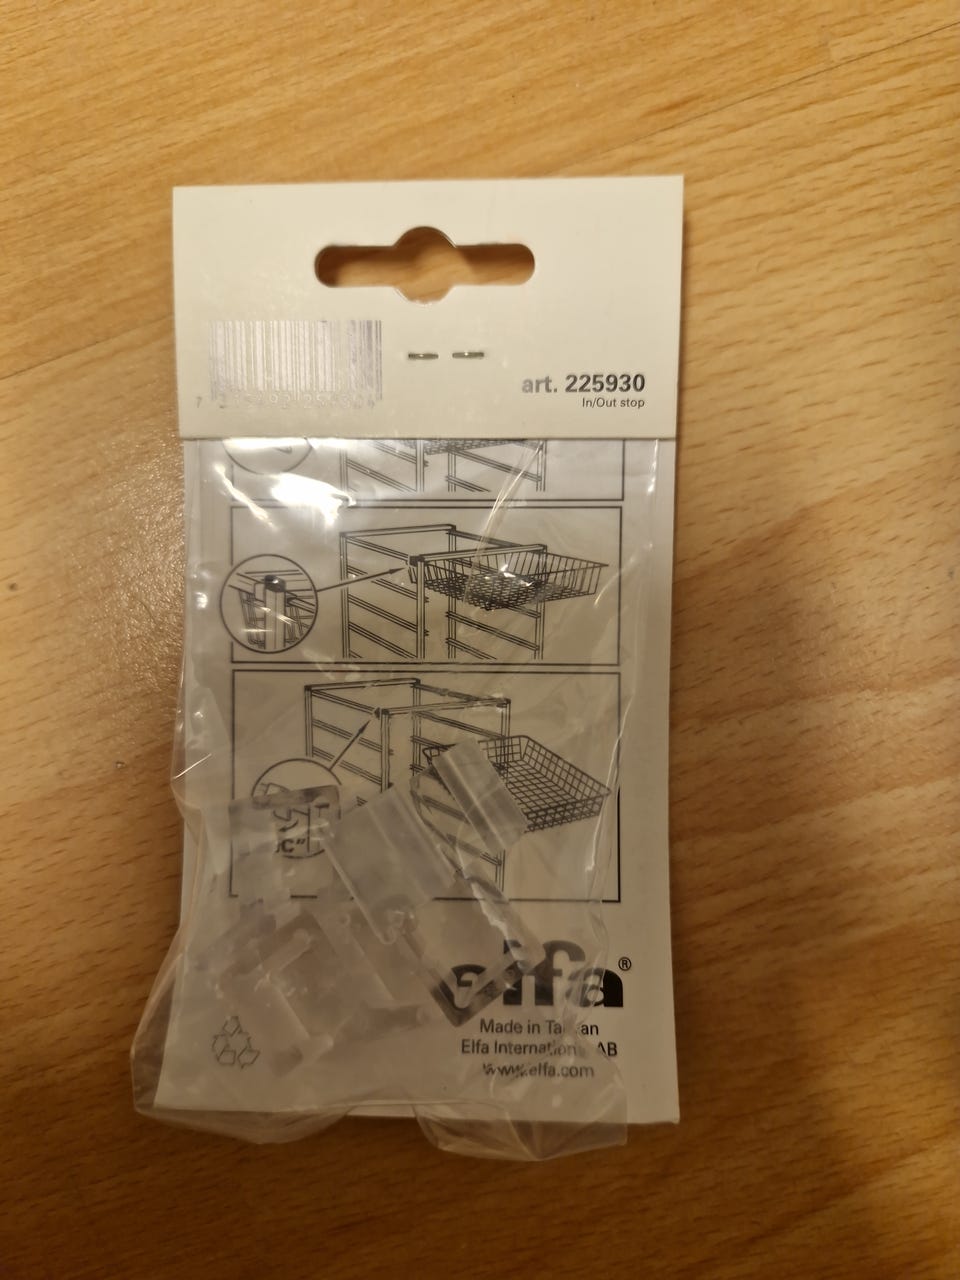 art. 225930
In/Out stop
"C"
elfa®
Made in Taiwan
Elfa International AB
www.elfa.com